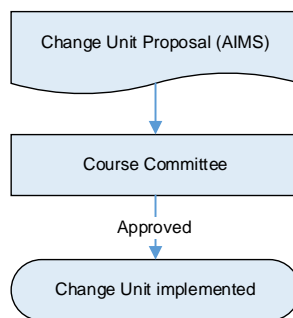 Change Unit Proposal (AIMS)
Course Committee
Approved
Change Unit implemented